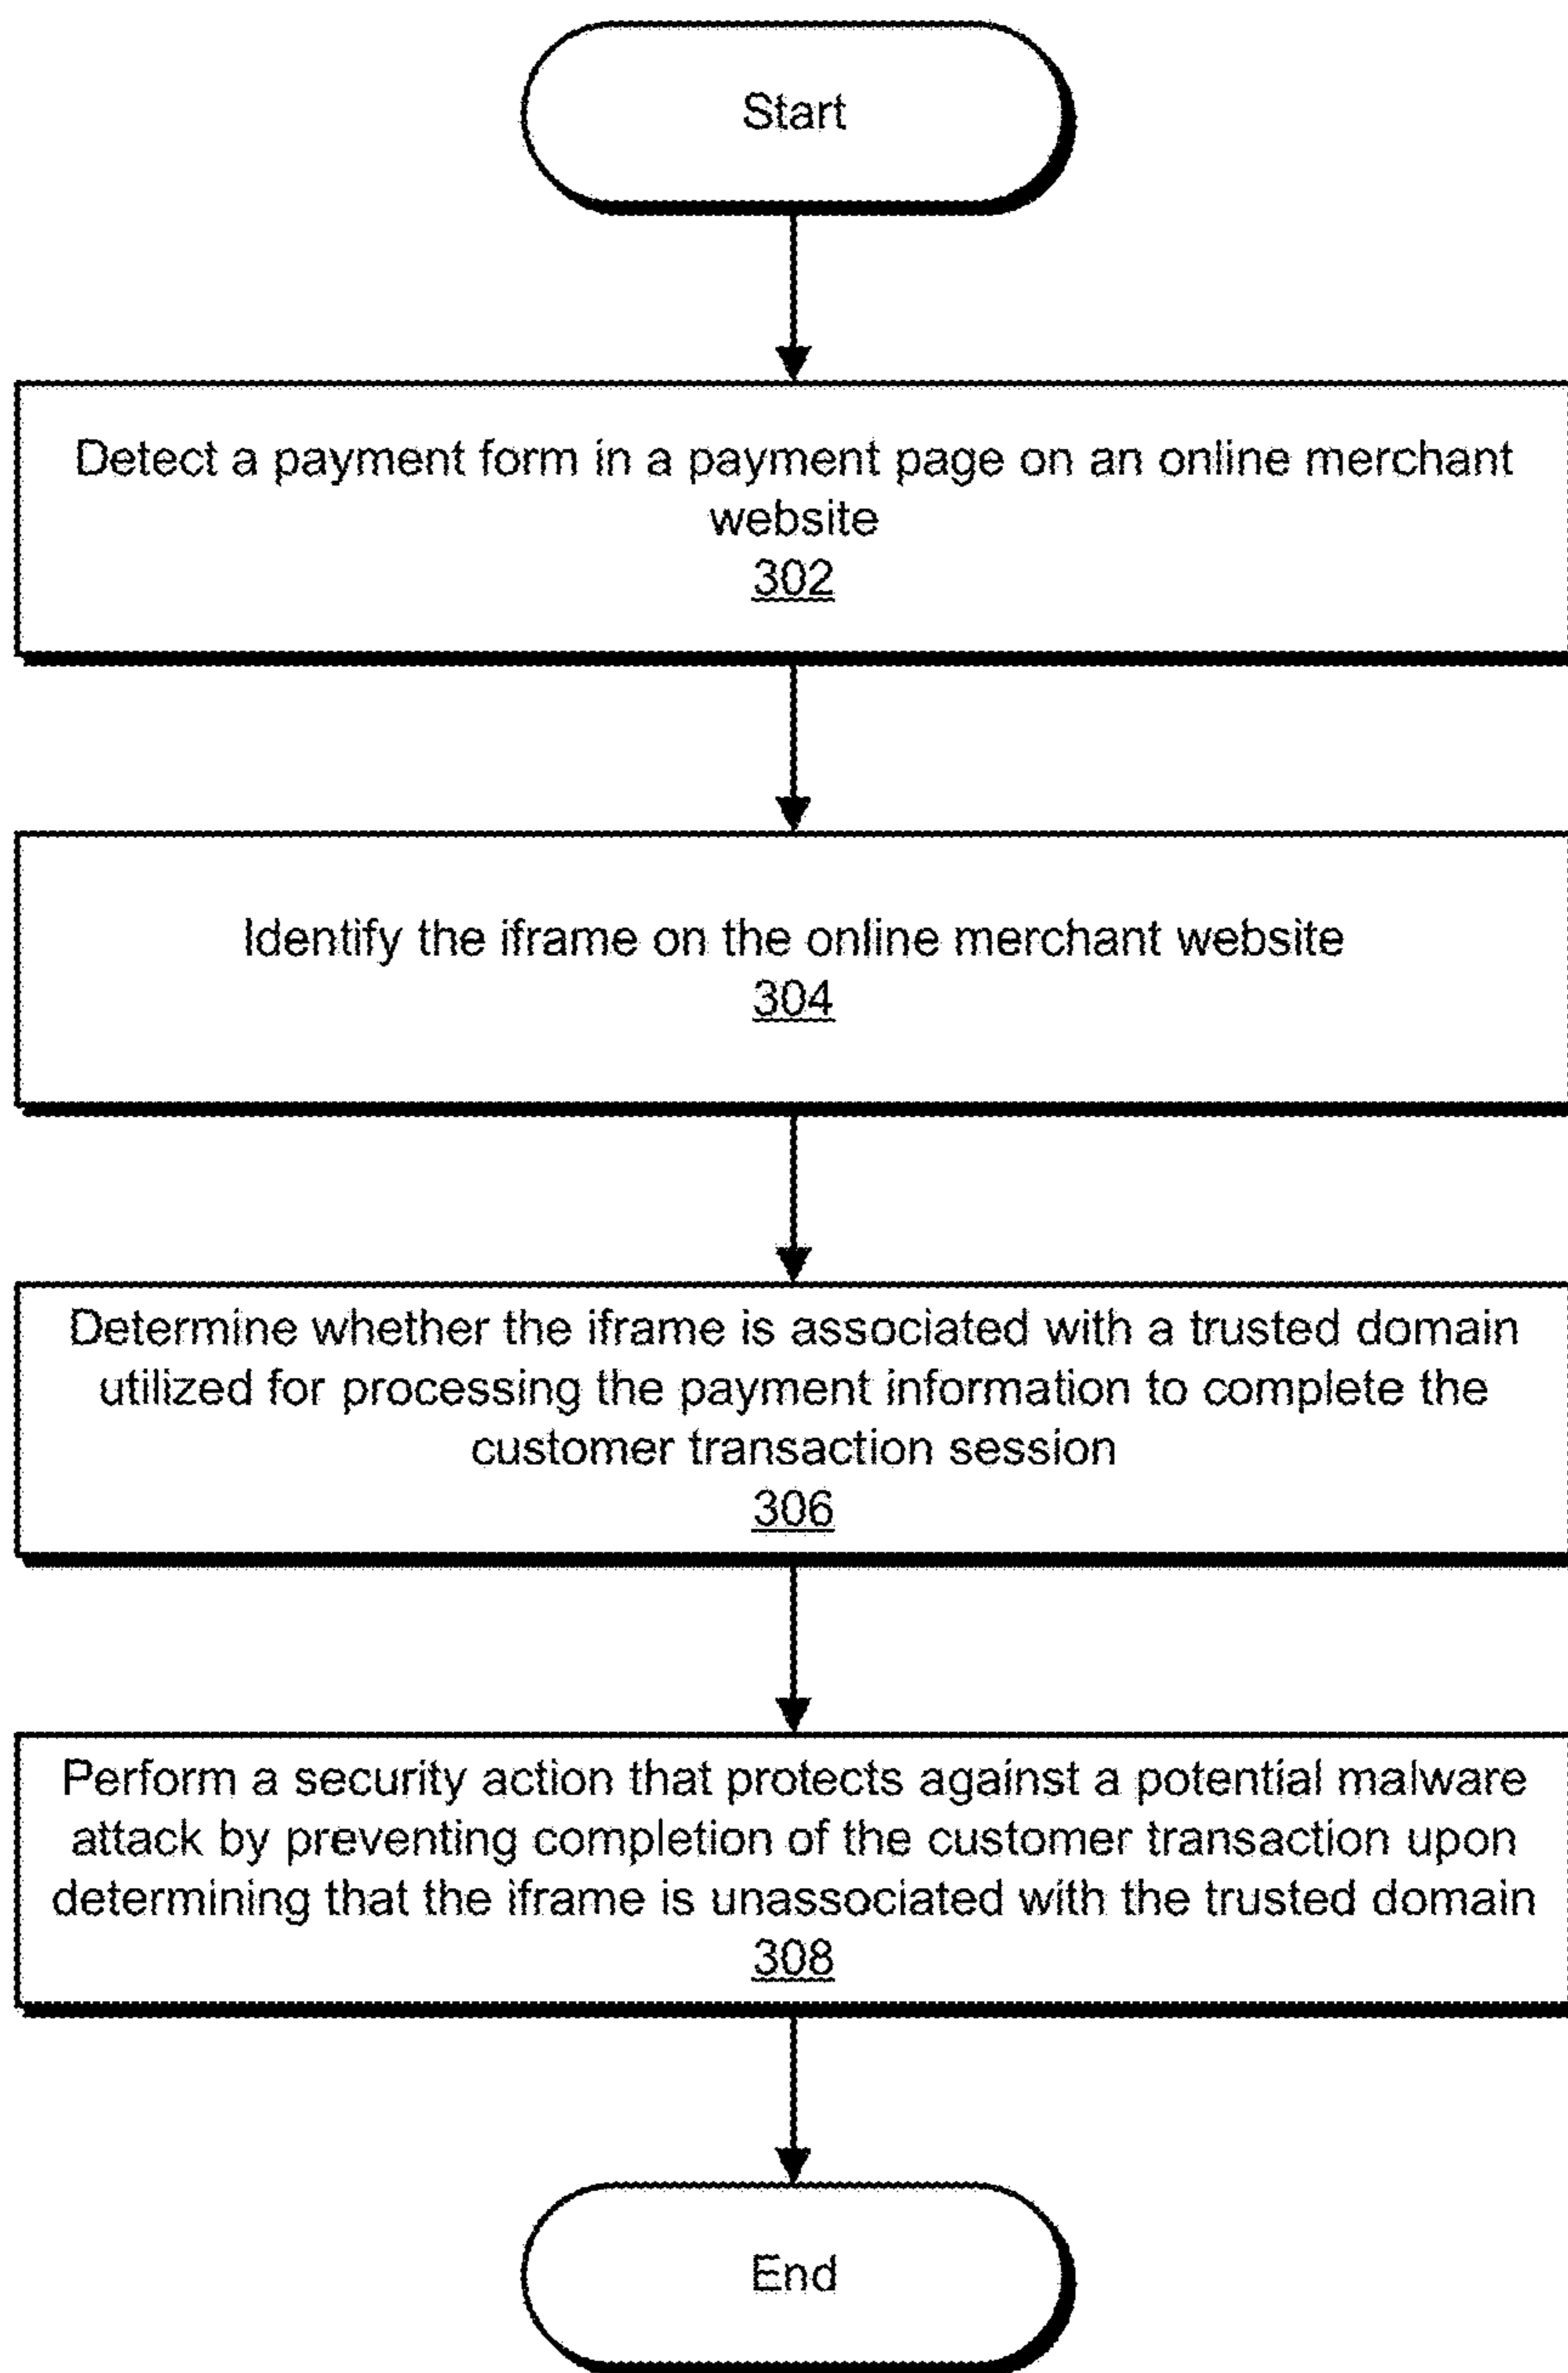 Start
Detect a payment form in a payment page on an online merchant
website
302
Identify the iframe on the online merchant website
304
Determine whether the iframe is associated with a trusted domain
utilized for processing the payment information to complete the
customer transaction session
306
Perform a security action that protects against a potential malware
attack by preventing completion of the customer transaction upon
determining that the iframe is unassociated with the trusted domain
308
End